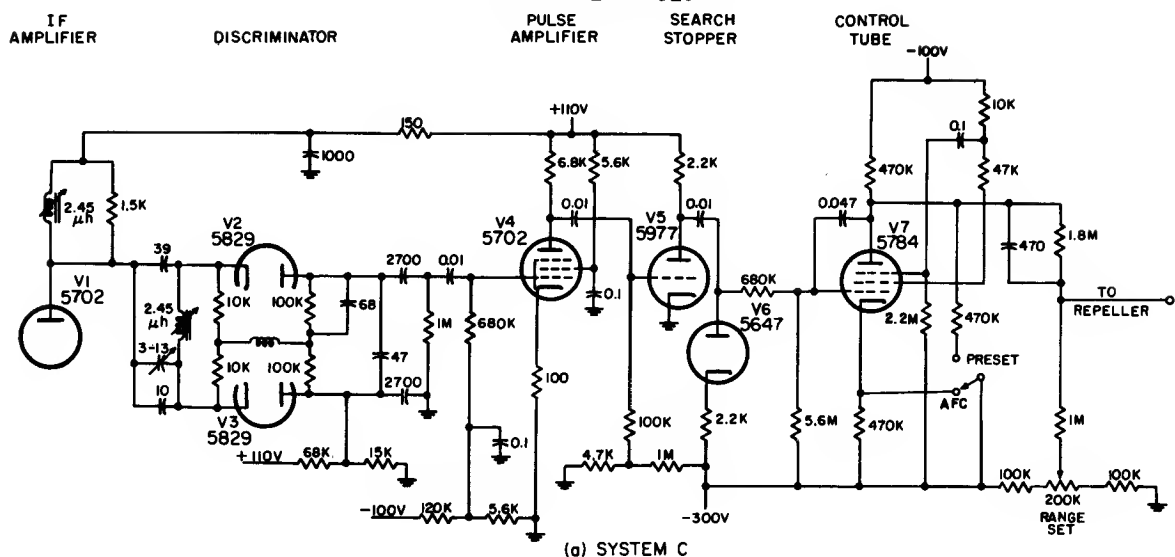 IF
AMPLIFIER
DISCRIMINATOR
PULSE
AMPLIFIER
SEARCH
STOPPER
CONTROL
TUBE
-100V
+110V
150
1000
6.8K
5.6K
2.2K
10K
0.1
470K
47K
2.45
μh
1.5K
V2
5829
V4
5702
0.01
V5
5977
0.01
0.047
V7
5784
470
1.8M
39
2700
0.01
V1
5702
10K
100K
68
2.45
μh
1M
680K
0.1
680K
V6
5647
2.2M
470K
TO
REPELLER
3-13
10K
100K
47
100
PRESET
10
2700
AFC
V3
5829
0.1
100K
2.2K
5.6M
470K
1M
+110V
68K
15K
4.7K
1M
100K
200K
100K
RANGE
SET
-100V
120K
5.6K
-300V
(a) SYSTEM C